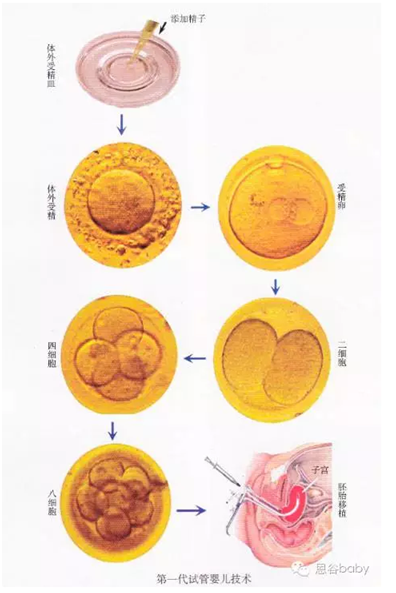 添加精子
体外受精皿
体外受精
受精卵
四细胞
二细胞
八细胞
子宫
胚胎移植
第一代试管婴儿技术
恩谷baby